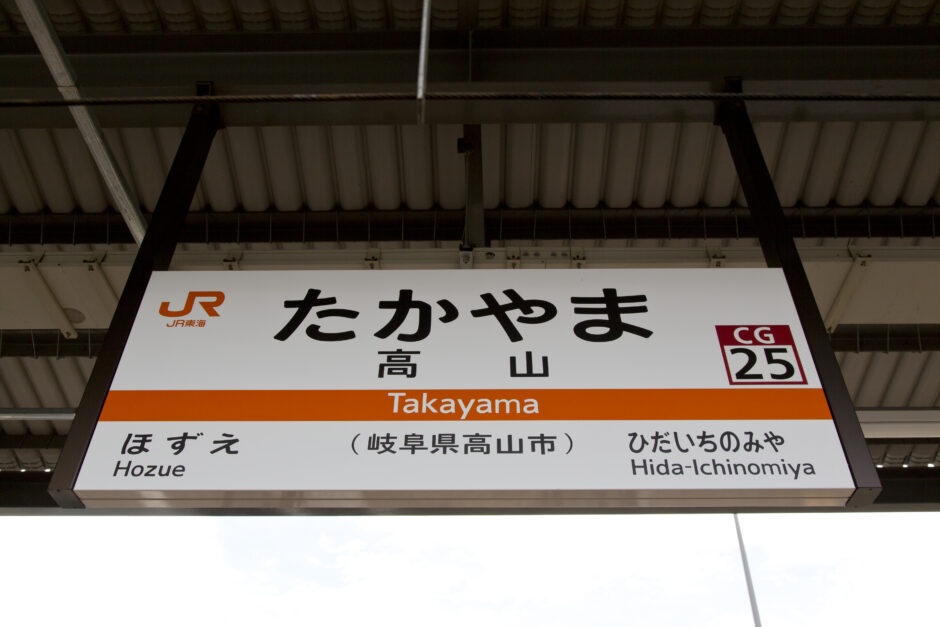 JR
JR東海
たかやま
高山
CG
25
Takayama
ほずえ
Hozue
（岐阜県高山市）
ひだいちのみや
Hida-Ichinomiya